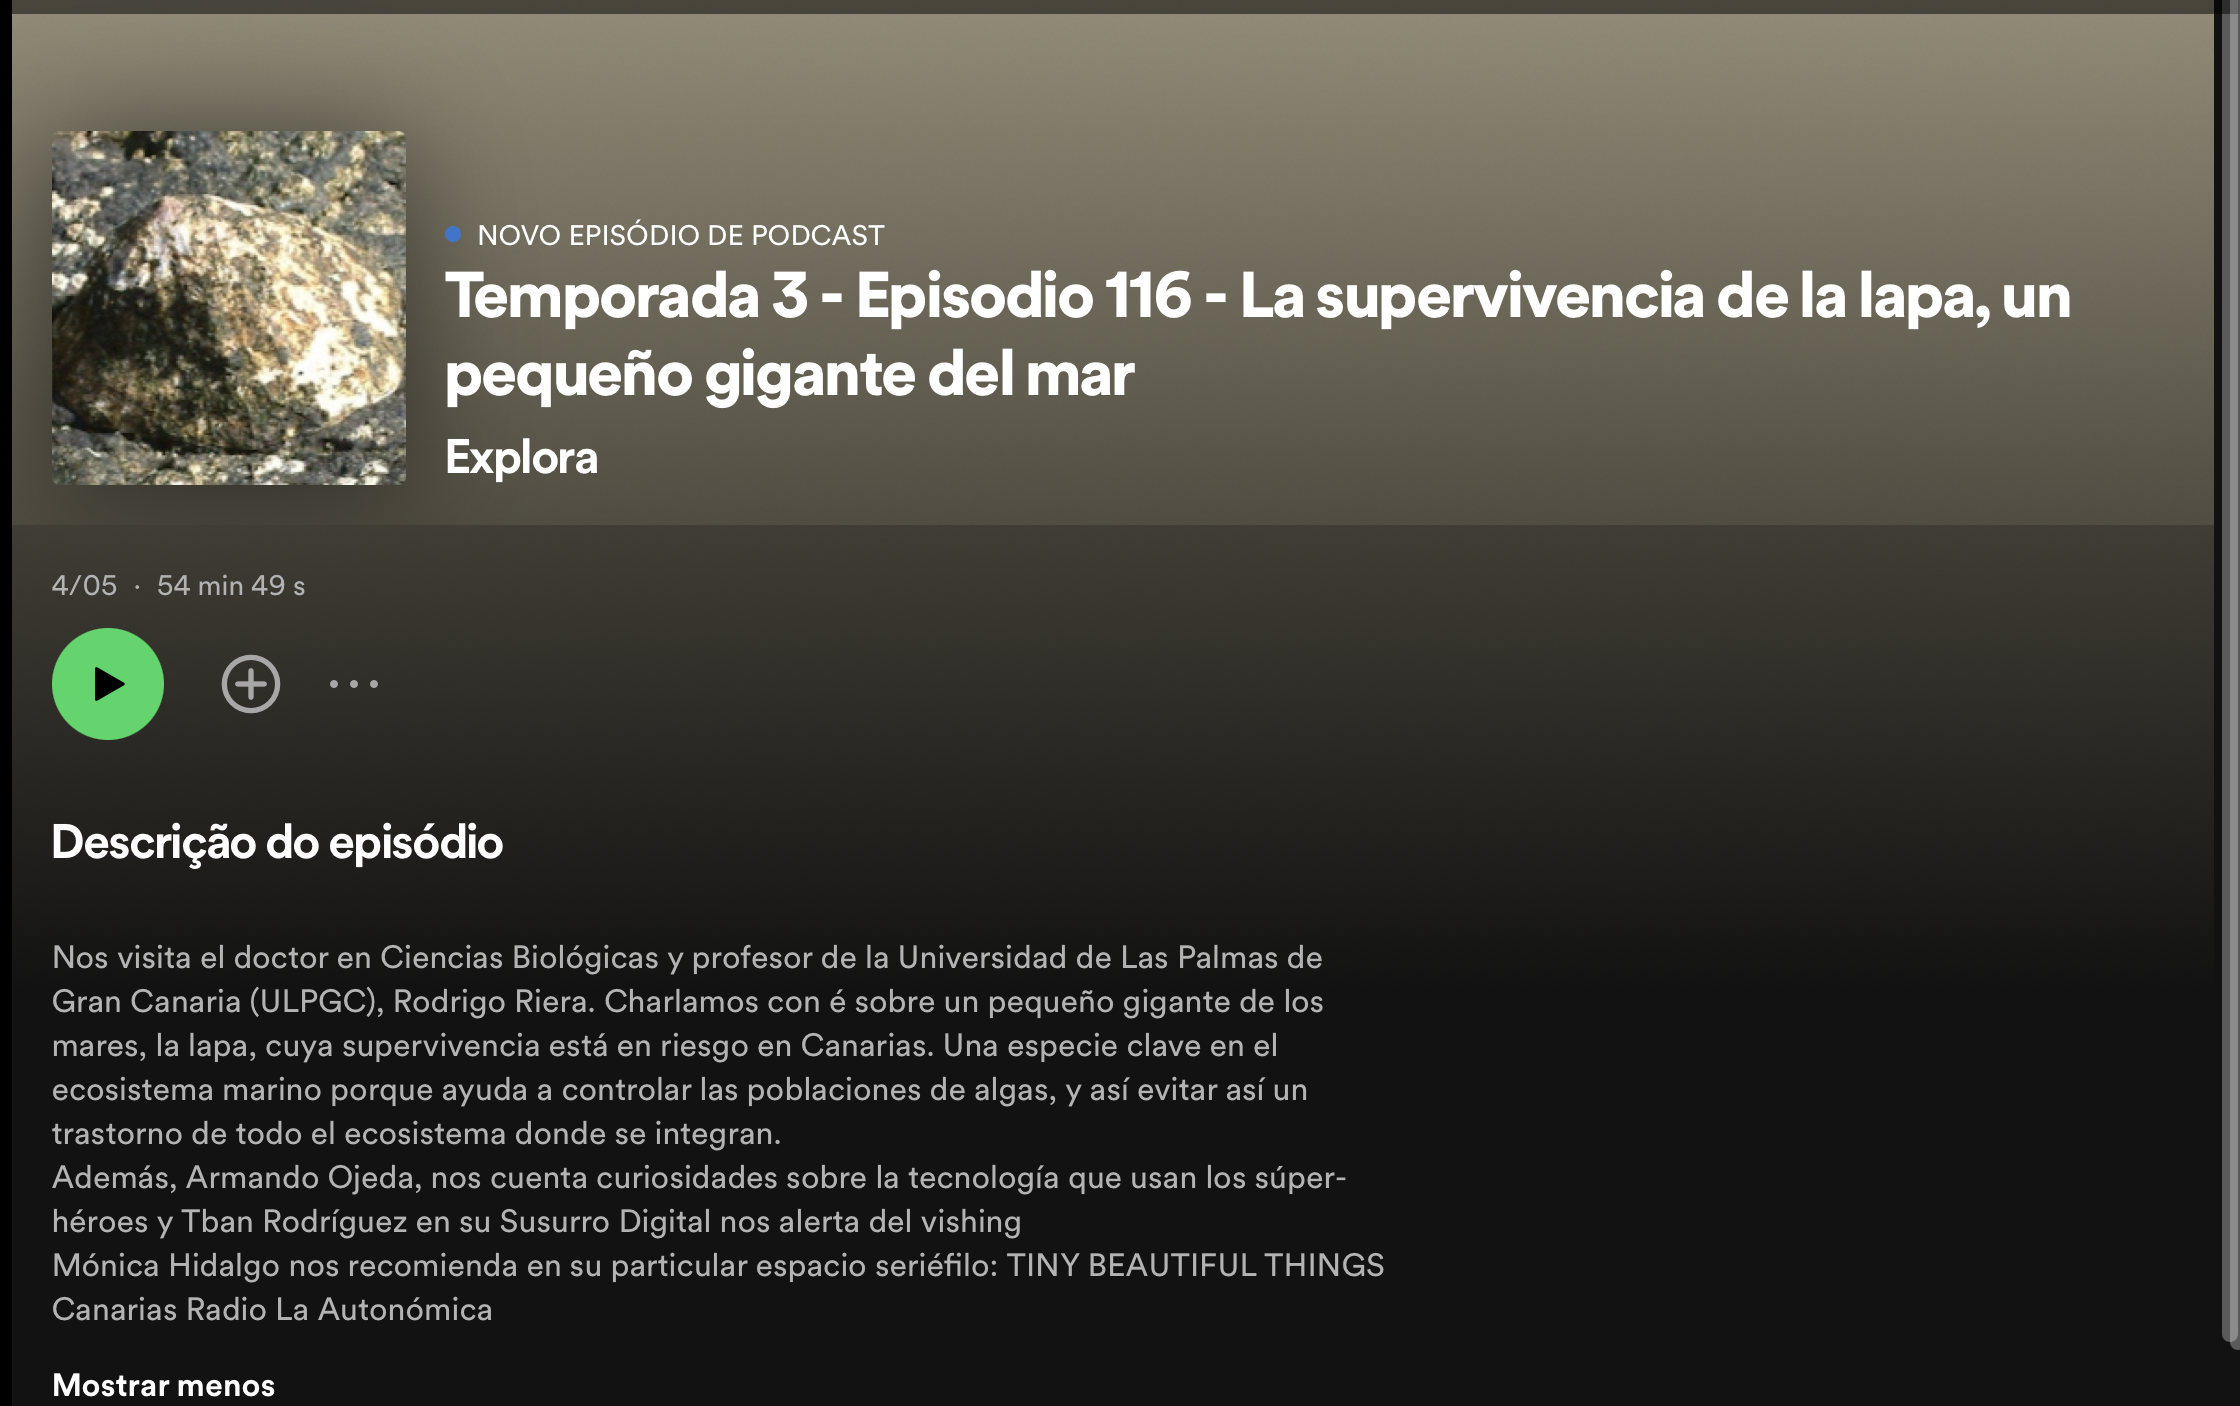 NOVO EPISÓDIO DE PODCAST
Temporada 3 - Episodio 116 - La supervivencia de la lapa, un
pequeño gigante del mar
Explora
4/05 · 54 min 49 s
Descrição do episódio
Nos visita el doctor en Ciencias Biológicas y profesor de la Universidad de Las Palmas de
Gran Canaria (ULPGC), Rodrigo Riera. Charlamos con é sobre un pequeño gigante de los
mares, la lapa, cuya supervivencia está en riesgo en Canarias. Una especie clave en el
ecosistema marino porque ayuda a controlar las poblaciones de algas, y así evitar así un
trastorno de todo el ecosistema donde se integran.
Además, Armando Ojeda, nos cuenta curiosidades sobre la tecnología que usan los súper-
héroes y Tban Rodríguez en su Susurro Digital nos alerta del vishing
Mónica Hidalgo nos recomienda en su particular espacio seriéfilo: TINY BEAUTIFUL THINGS
Canarias Radio La Autonómica
Mostrar menos